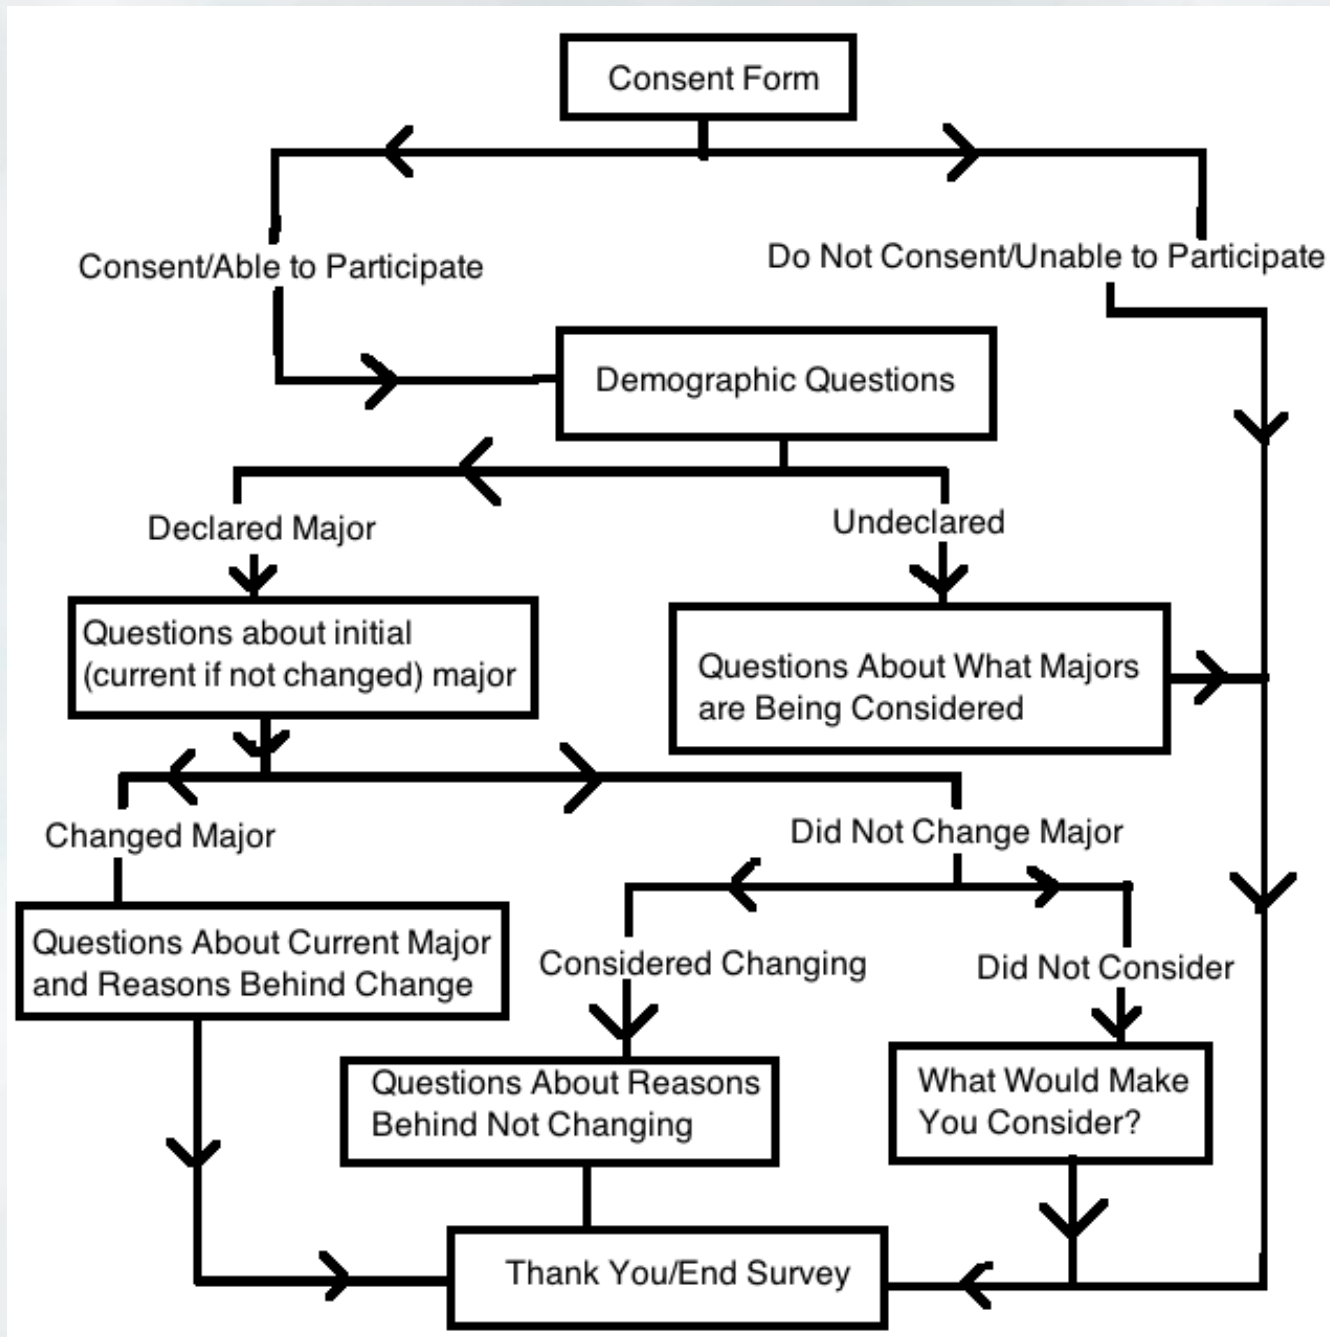 Consent Form
Consent/Able to Participate
Do Not Consent/Unable to Participate
Demographic Questions
Declared Major
Undeclared
Questions about initial
(current if not changed) major
Questions About What Majors
are Being Considered
Changed Major
Did Not Change Major
Questions About Current Major
and Reasons Behind Change
Considered Changing
Did Not Consider
Questions About Reasons
Behind Not Changing
What Would Make
You Consider?
Thank You/End Survey